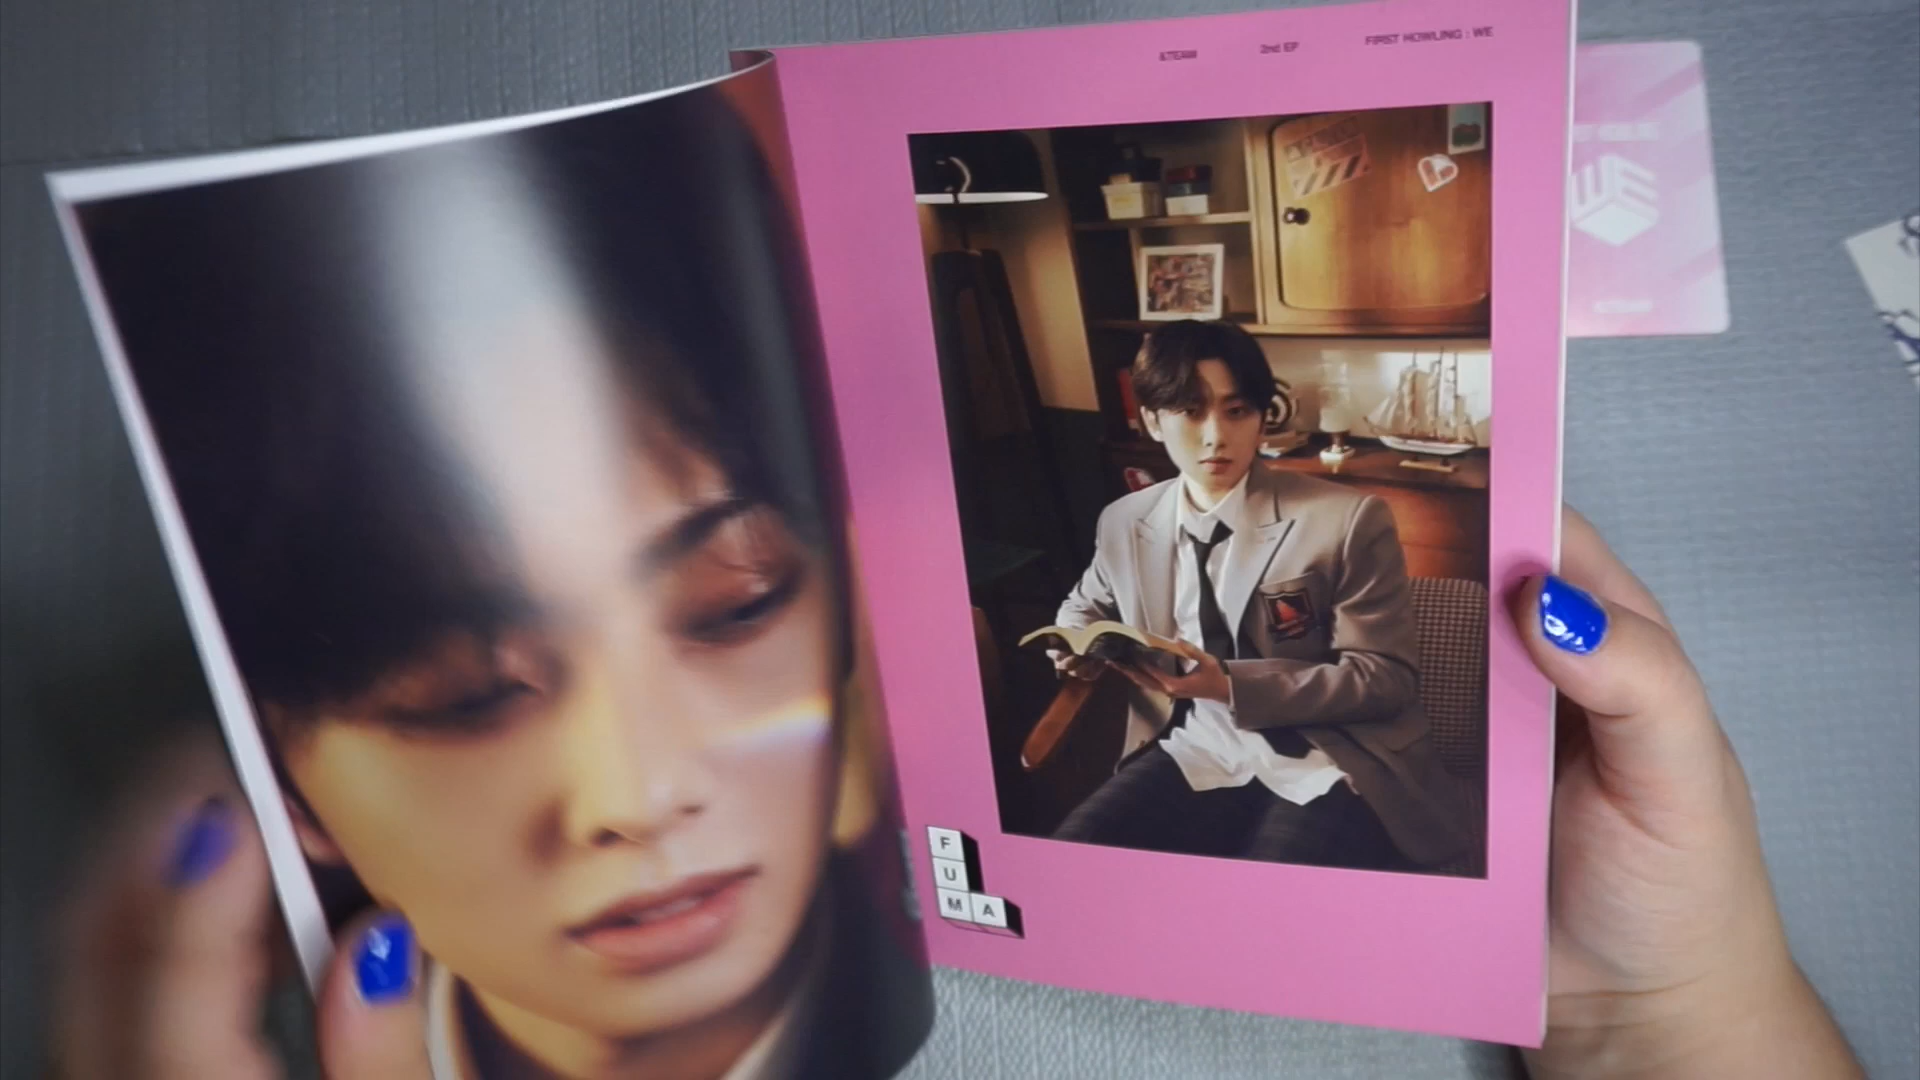 &TEAM
2nd EP
FIRST HOWLING : WE
WE
F
U
M A